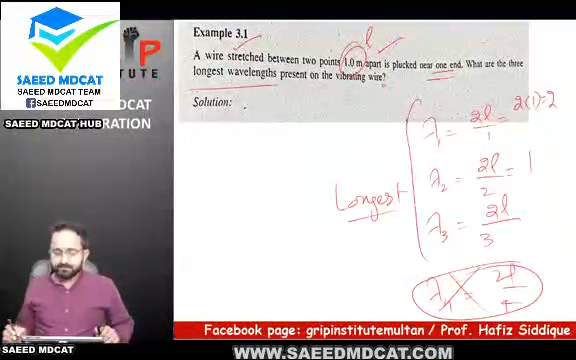 Example 3.1
A wire stretched between two points 1.0 m apart is plucked near one end. What are the three
longest wavelengths present on the vibrating wire?
Solution:
l
P
ITUTE
SAEED MDCAT
SAEED MDCAT TEAM
f SAEEDMDCAT
DCAT
SAEED MDCAT HUB
RATION
Longest
λ₁ = 2l/1 = 2(1)=2
λ₂ = 2l/2 = 1
λ₃ = 2l/3
Facebook page: gripinstitutemultan / Prof. Hafiz Siddique
SAEED MDCAT
WWW.SAEEDMDCAT.COM